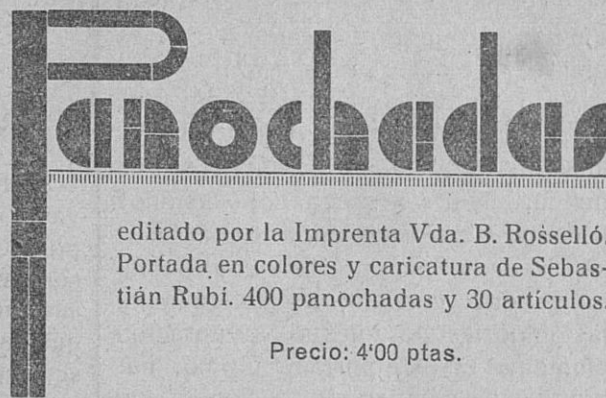 Panochadas
editado por la Imprenta Vda. B. Rosselló.
Portada en colores y caricatura de Sebas-
tián Rubí. 400 panochadas y 30 artículos.
Precio: 4'00 ptas.